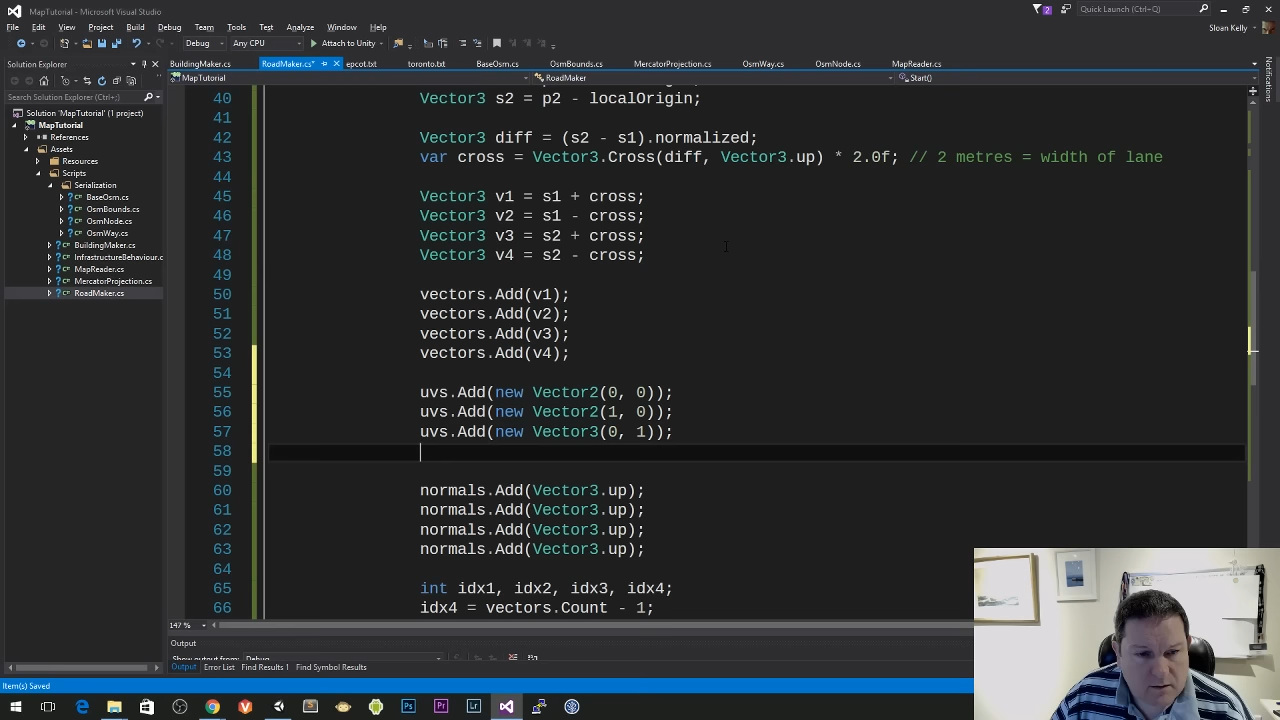 MapTutorial - Microsoft Visual Studio
2
Quick Launch (Ctrl+Q)
File Edit View Project Build Debug Team Tools Test Analyze Window Help
Sloan Kelly
Debug Any CPU Attach to Unity
Solution Explorer
BuildingMaker.cs RoadMaker.cs* epcot.txt toronto.txt BaseOsm.cs OsmBounds.cs MercatorProjection.cs OsmWay.cs OsmNode.cs MapReader.cs
MapTutorial RoadMaker Start()
Search Solution Explorer (Ctrl+;)
Solution 'MapTutorial' (1 project)
MapTutorial
References
Assets
Resources
Scripts
Serialization
BaseOsm.cs
OsmBounds.cs
OsmNode.cs
OsmWay.cs
BuildingMaker.cs
InfrastructureBehaviour.c
MapReader.cs
MercatorProjection.cs
RoadMaker.cs
Notifications
40 Vector3 s2 = p2 - localOrigin;
41
42 Vector3 diff = (s2 - s1).normalized;
43 var cross = Vector3.Cross(diff, Vector3.up) * 2.0f; // 2 metres = width of lane
44
45 Vector3 v1 = s1 + cross;
46 Vector3 v2 = s1 - cross;
47 Vector3 v3 = s2 + cross;
48 Vector3 v4 = s2 - cross;
49
50 vectors.Add(v1);
51 vectors.Add(v2);
52 vectors.Add(v3);
53 vectors.Add(v4);
54
55 uvs.Add(new Vector2(0, 0));
56 uvs.Add(new Vector2(1, 0));
57 uvs.Add(new Vector3(0, 1));
58
59
60 normals.Add(Vector3.up);
61 normals.Add(Vector3.up);
62 normals.Add(Vector3.up);
63 normals.Add(Vector3.up);
64
65 int idx1, idx2, idx3, idx4;
66 idx4 = vectors.Count - 1;
147 %
Output
Show output from: Debug
Output Error List Find Results 1 Find Symbol Results
Item(s) Saved
Ps Pr Lr